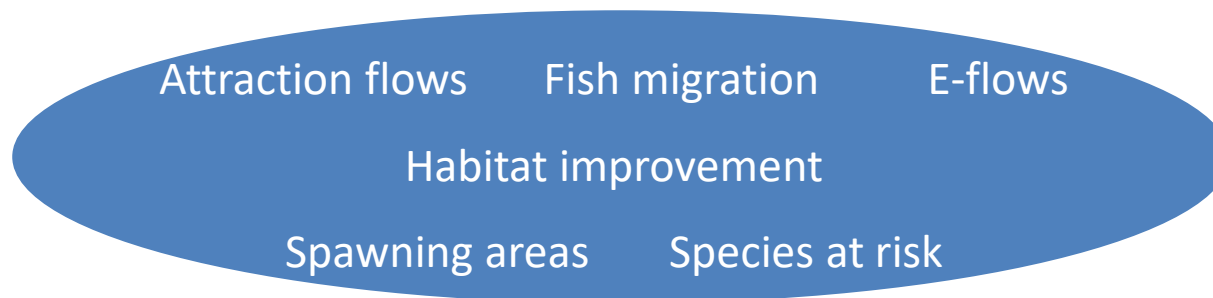 Attraction flows Fish migration E-flows
Habitat improvement
Spawning areas Species at risk